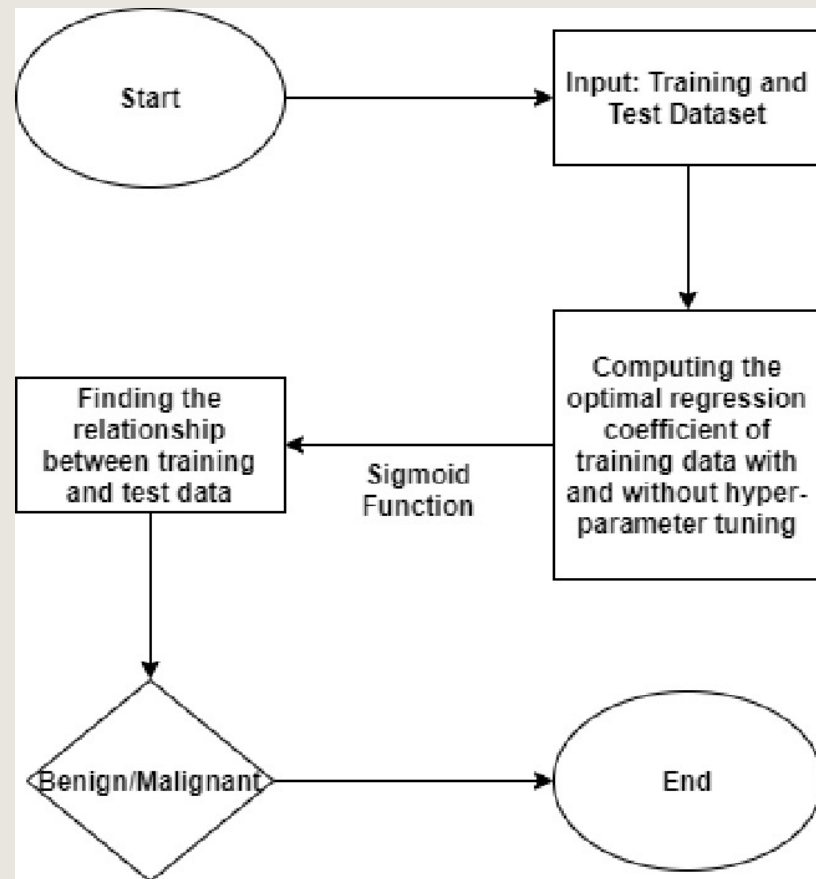 Start
Input: Training and
Test Dataset
Computing the
optimal regression
coefficient of
training data with
and without hyper-
parameter tuning
Sigmoid
Function
Finding the
relationship
between training
and test data
Benign/Malignant
End